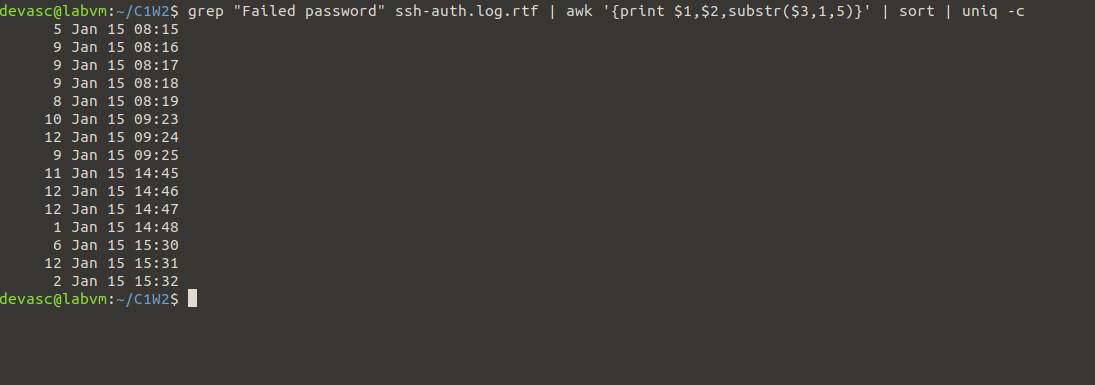 devasc@labvm:~/C1W2$ grep "Failed password" ssh-auth.log.rtf | awk '{print $1,$2,substr($3,1,5)}' | sort | uniq -c
5 Jan 15 08:15
9 Jan 15 08:16
9 Jan 15 08:17
9 Jan 15 08:18
8 Jan 15 08:19
10 Jan 15 09:23
12 Jan 15 09:24
9 Jan 15 09:25
11 Jan 15 14:45
12 Jan 15 14:46
12 Jan 15 14:47
1 Jan 15 14:48
6 Jan 15 15:30
12 Jan 15 15:31
2 Jan 15 15:32
devasc@labvm:~/C1W2$